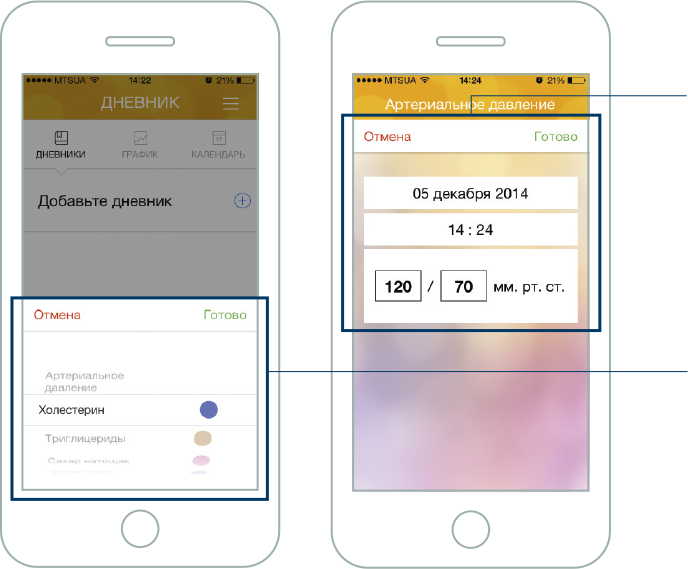 MTSUA 14:22 21%
ДНЕВНИК
ДНЕВНИКИ ГРАФИК КАЛЕНДАРЬ
Добавьте дневник
Отмена Готово
Артериальное
давление
Холестерин
Триглицериды
Сахар натощак
MTSUA 14:24 21%
Артериальное давление
Отмена Готово
05 декабря 2014
14 : 24
120 / 70 мм. рт. ст.